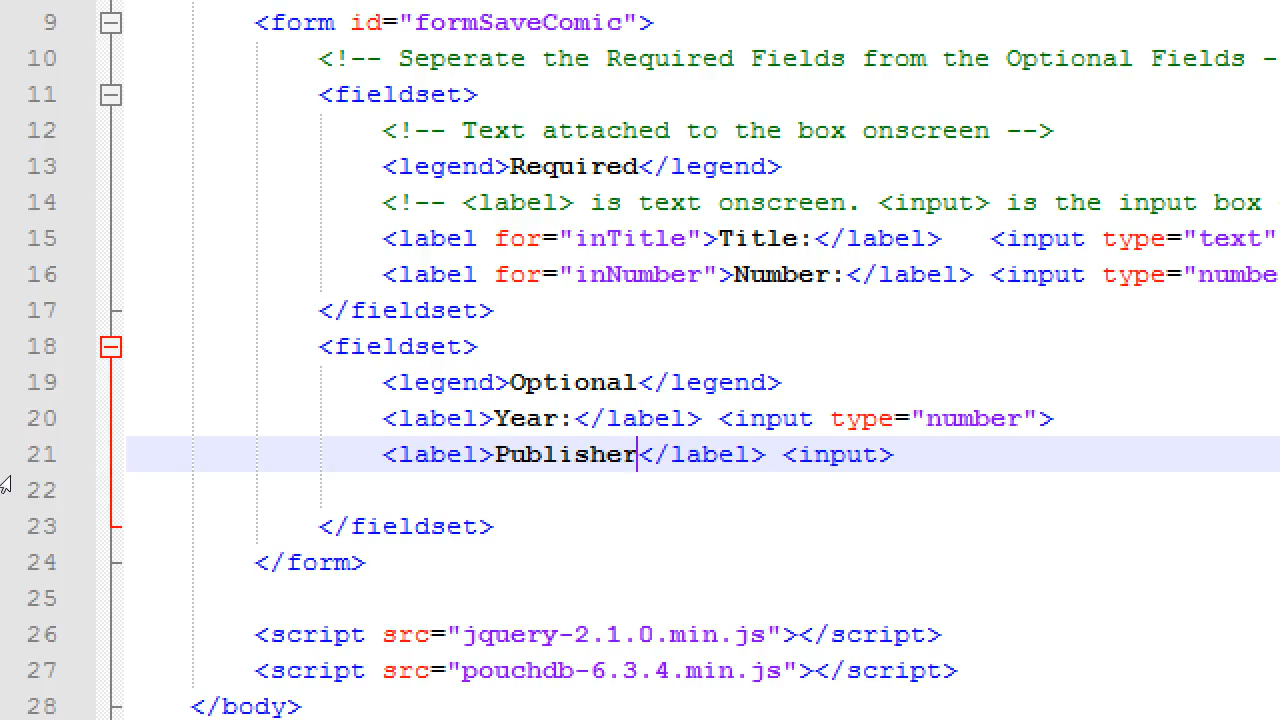 9 <form id="formSaveComic">
10 <!-- Seperate the Required Fields from the Optional Fields -
11 <fieldset>
12 <!-- Text attached to the box onscreen -->
13 <legend>Required</legend>
14 <!-- <label> is text onscreen. <input> is the input box
15 <label for="inTitle">Title:</label> <input type="text"
16 <label for="inNumber">Number:</label> <input type="numbe
17 </fieldset>
18 <fieldset>
19 <legend>Optional</legend>
20 <label>Year:</label> <input type="number">
21 <label>Publisher</label> <input>
22
23 </fieldset>
24 </form>
25
26 <script src="jquery-2.1.0.min.js"></script>
27 <script src="pouchdb-6.3.4.min.js"></script>
28 </body>